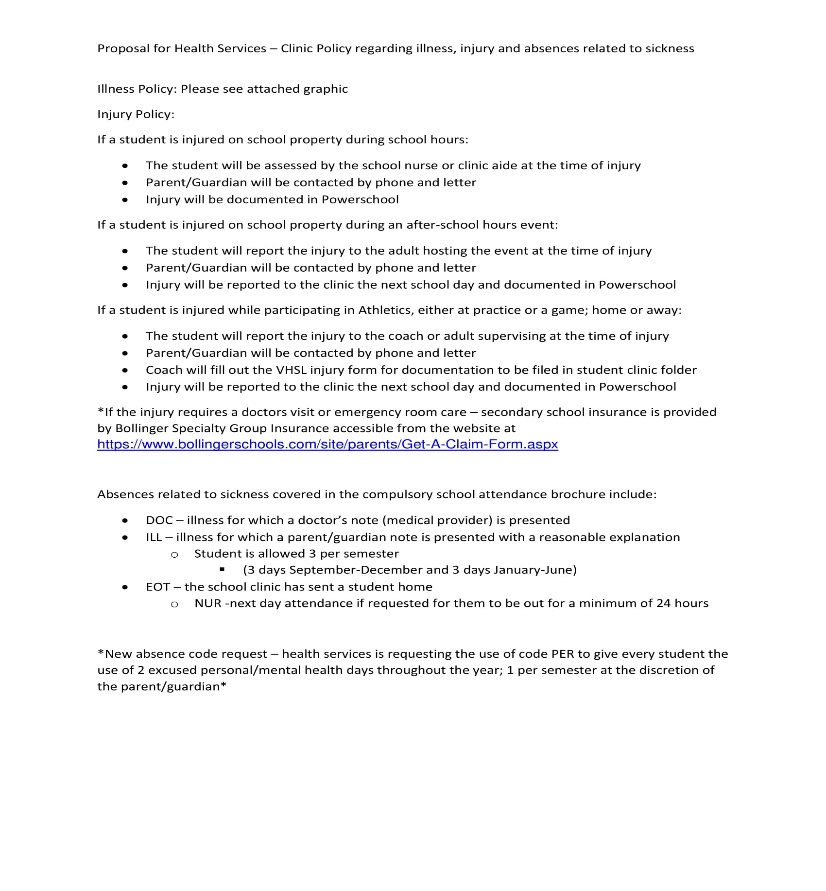 Proposal for Health Services – Clinic Policy regarding illness, injury and absences related to sickness
Illness Policy: Please see attached graphic
Injury Policy:
If a student is injured on school property during school hours:
• The student will be assessed by the school nurse or clinic aide at the time of injury
• Parent/Guardian will be contacted by phone and letter
• Injury will be documented in Powerschool
If a student is injured on school property during an after-school hours event:
• The student will report the injury to the adult hosting the event at the time of injury
• Parent/Guardian will be contacted by phone and letter
• Injury will be reported to the clinic the next school day and documented in Powerschool
If a student is injured while participating in Athletics, either at practice or a game; home or away:
• The student will report the injury to the coach or adult supervising at the time of injury
• Parent/Guardian will be contacted by phone and letter
• Coach will fill out the VHSL injury form for documentation to be filed in student clinic folder
• Injury will be reported to the clinic the next school day and documented in Powerschool
*If the injury requires a doctors visit or emergency room care – secondary school insurance is provided
by Bollinger Specialty Group Insurance accessible from the website at
https://www.bollingerschools.com/site/parents/Get-A-Claim-Form.aspx
Absences related to sickness covered in the compulsory school attendance brochure include:
• DOC – illness for which a doctor’s note (medical provider) is presented
• ILL – illness for which a parent/guardian note is presented with a reasonable explanation
o Student is allowed 3 per semester
▪ (3 days September-December and 3 days January-June)
• EOT – the school clinic has sent a student home
o NUR -next day attendance if requested for them to be out for a minimum of 24 hours
*New absence code request – health services is requesting the use of code PER to give every student the
use of 2 excused personal/mental health days throughout the year; 1 per semester at the discretion of
the parent/guardian*